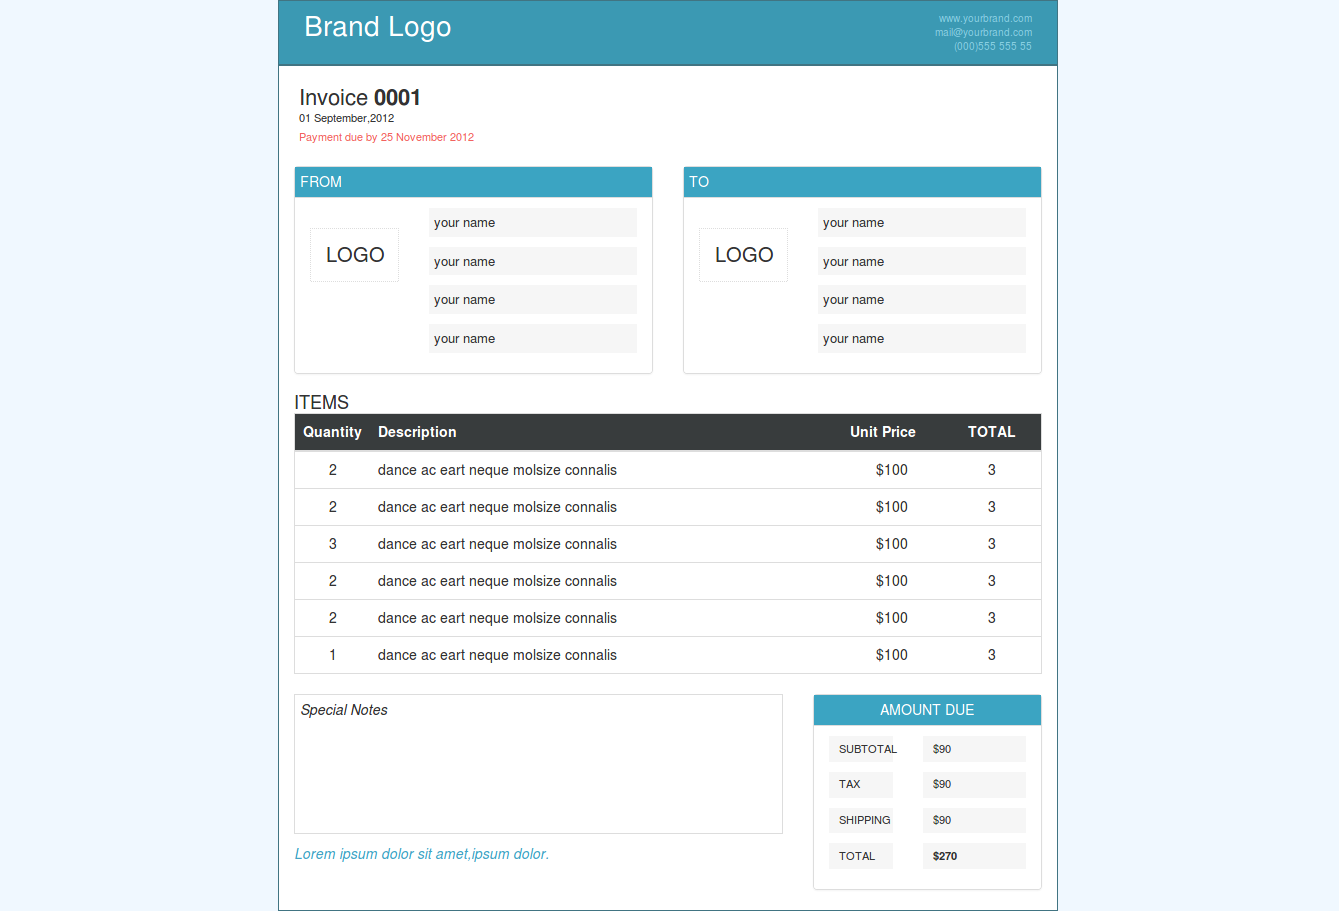 Brand Logo
www.yourbrand.com
mail@yourbrand.com
(000)555 555 55
Invoice 0001
01 September,2012
Payment due by 25 November 2012
FROM
LOGO
your name
your name
your name
your name
TO
LOGO
your name
your name
your name
your name
ITEMS
Quantity Description Unit Price TOTAL
2 dance ac eart neque molsize connalis $100 3
2 dance ac eart neque molsize connalis $100 3
3 dance ac eart neque molsize connalis $100 3
2 dance ac eart neque molsize connalis $100 3
2 dance ac eart neque molsize connalis $100 3
1 dance ac eart neque molsize connalis $100 3
Special Notes
Lorem ipsum dolor sit amet,ipsum dolor.
AMOUNT DUE
SUBTOTAL $90
TAX $90
SHIPPING $90
TOTAL $270